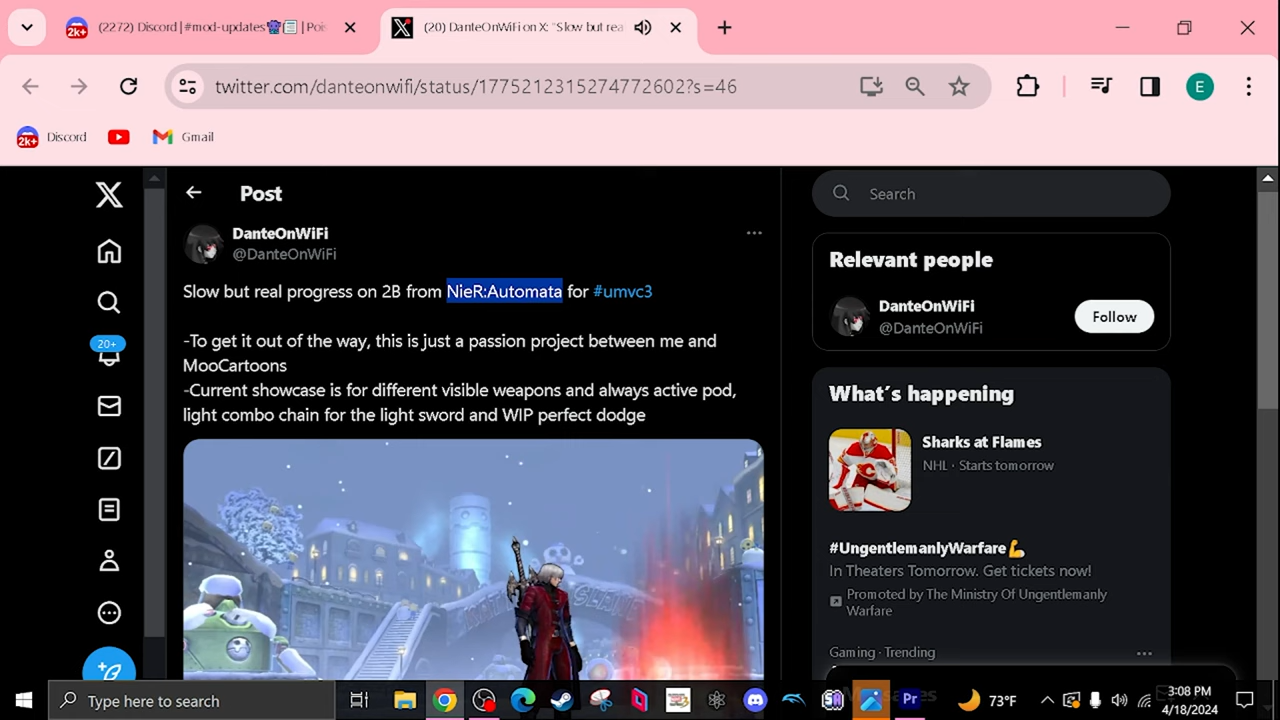 (2272) Discord | #mod-updates👾📃 | Poi
(20) DanteOnWiFi on X: "Slow but rea
twitter.com/danteonwifi/status/1775212315274772602?s=46
E
2k+
Discord
Gmail
Post
Search
DanteOnWiFi
@DanteOnWiFi
Slow but real progress on 2B from NieR:Automata for #umvc3
-To get it out of the way, this is just a passion project between me and
MooCartoons
-Current showcase is for different visible weapons and always active pod,
light combo chain for the light sword and WIP perfect dodge
20+
Relevant people
DanteOnWiFi
@DanteOnWiFi
Follow
What's happening
Sharks at Flames
NHL · Starts tomorrow
#UngentlemanlyWarfare💪
In Theaters Tomorrow. Get tickets now!
Promoted by The Ministry Of Ungentlemanly
Warfare
Gaming · Trending
Type here to search
Pr
73°F
3:08 PM
4/18/2024